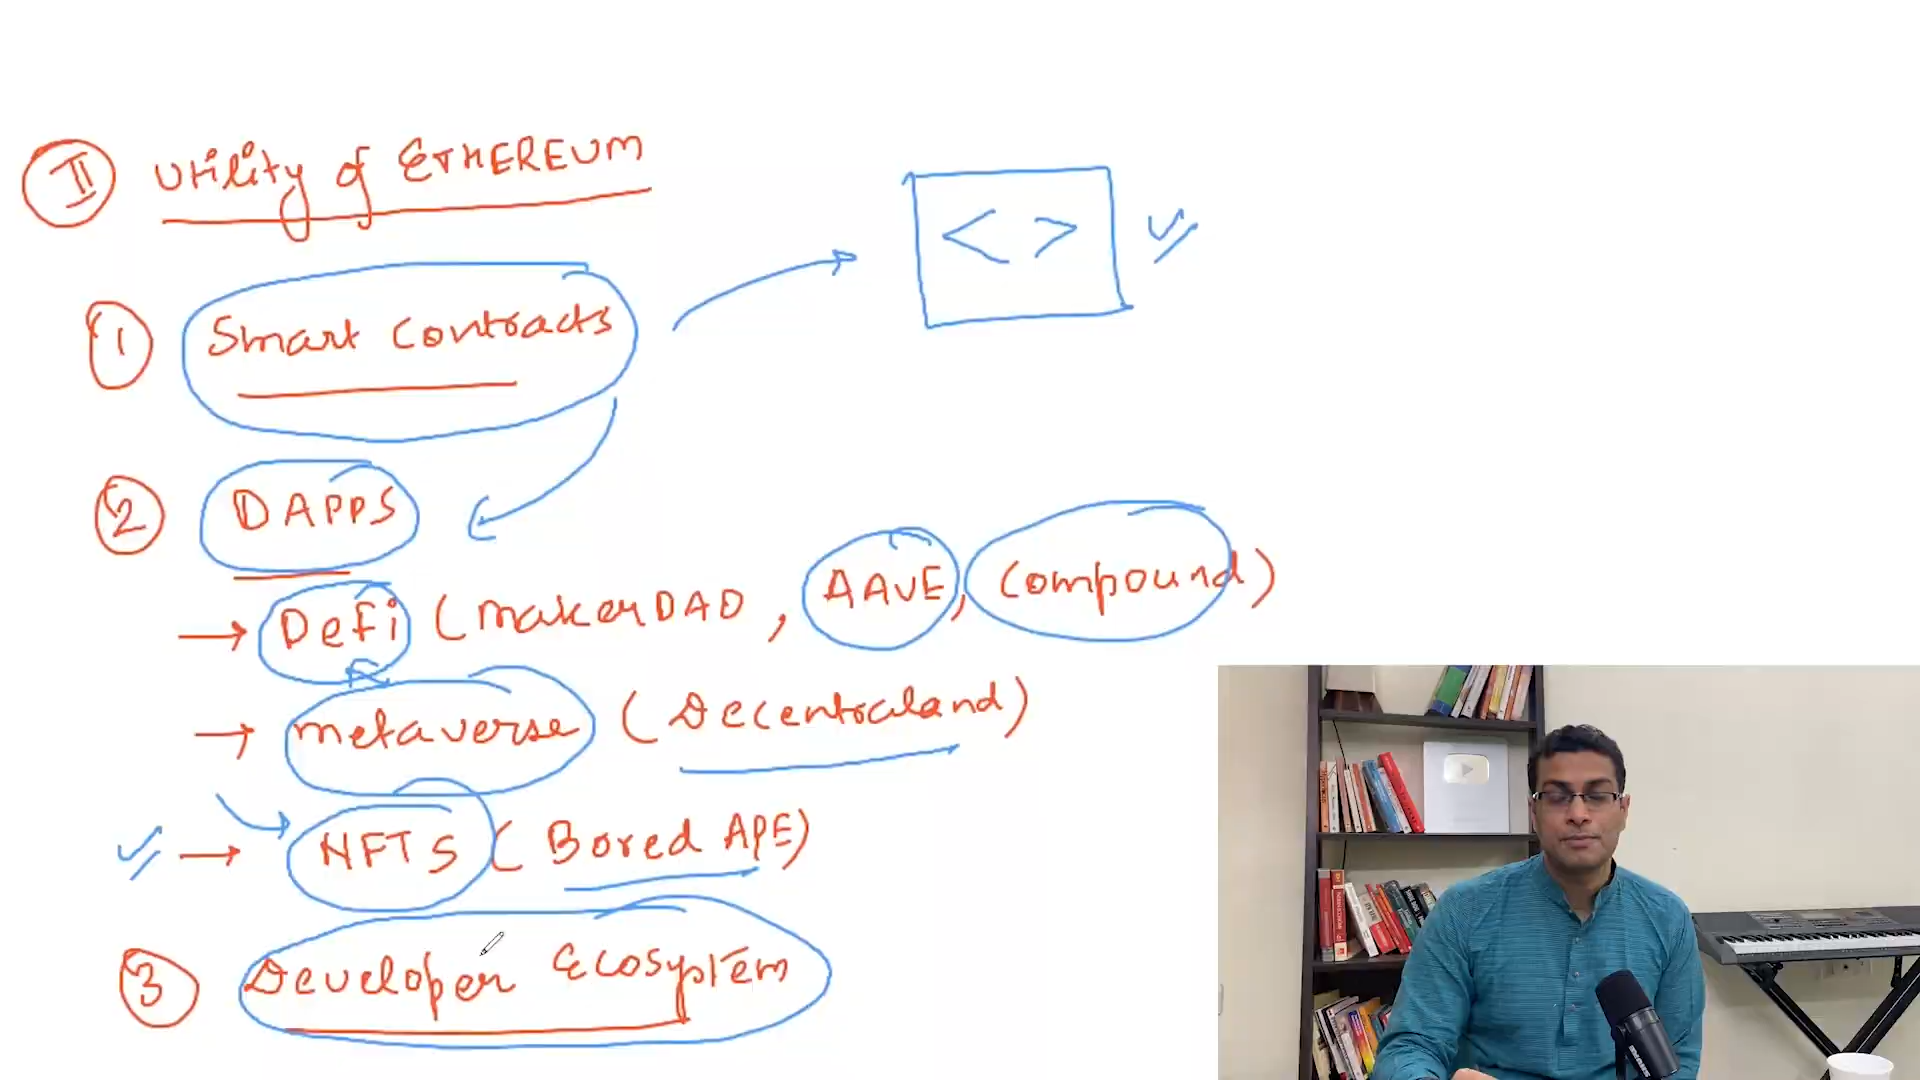 II Utility of ETHEREUM
< >
1 Smart Contracts
2 DAPPS
→ Defi (MakerDAO, AAVE, Compound)
→ metaverse (Decentraland)
→ NFTs (Bored APE)
3 Developer Ecosystem